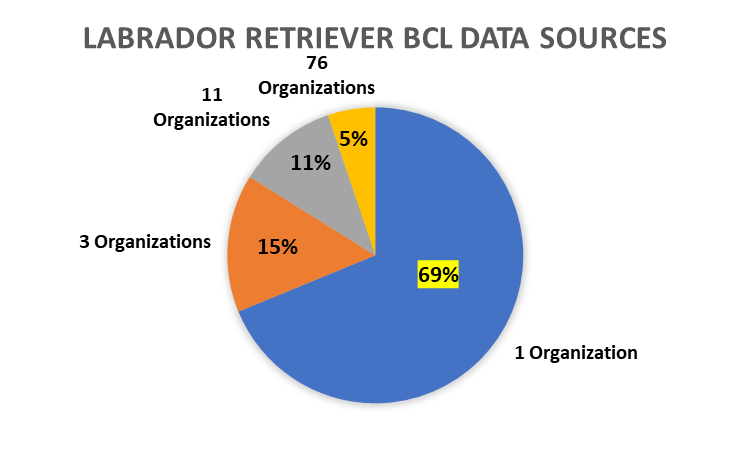 LABRADOR RETRIEVER BCL DATA SOURCES
76
Organizations
11
Organizations
5%
11%
3 Organizations
15%
69%
1 Organization